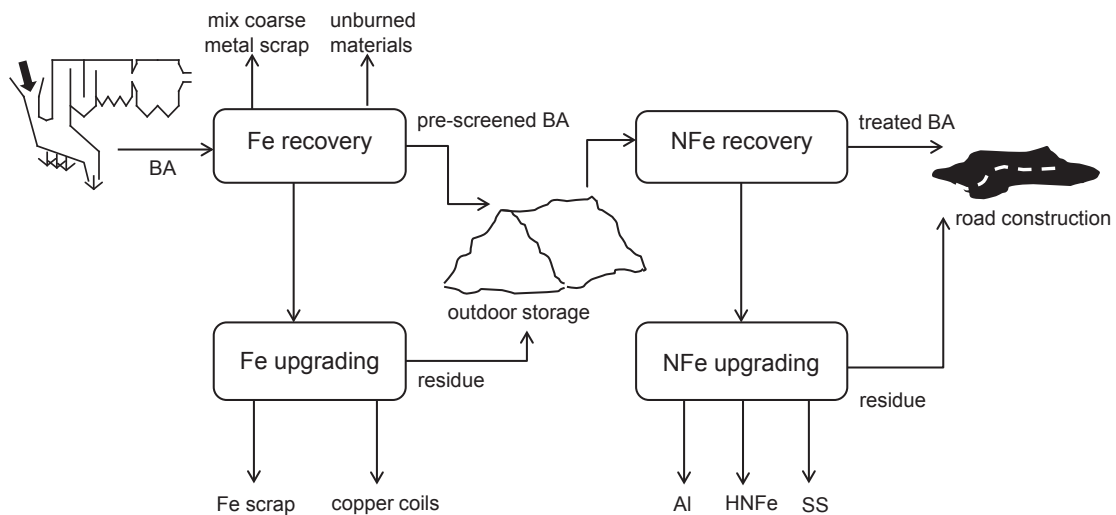 mix coarse
metal scrap
unburned
materials
Fe recovery
pre-screened BA
NFe recovery
treated BA
BA
road construction
outdoor storage
Fe upgrading
residue
NFe upgrading
residue
Fe scrap
copper coils
Al
HNFe
SS